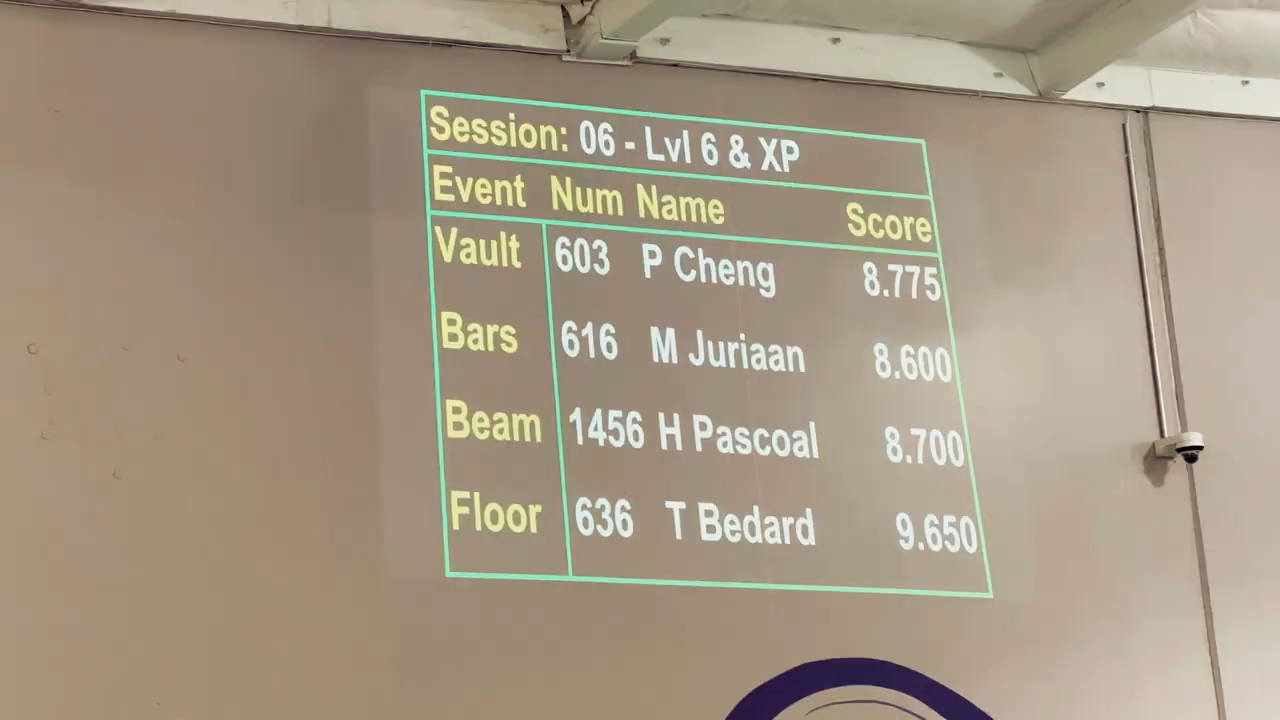 Session: 06 - Lvl 6 & XP
Event Num Name Score
Vault 603 P Cheng 8.775
Bars 616 M Juriaan 8.600
Beam 1456 H Pascoal 8.700
Floor 636 T Bedard 9.650